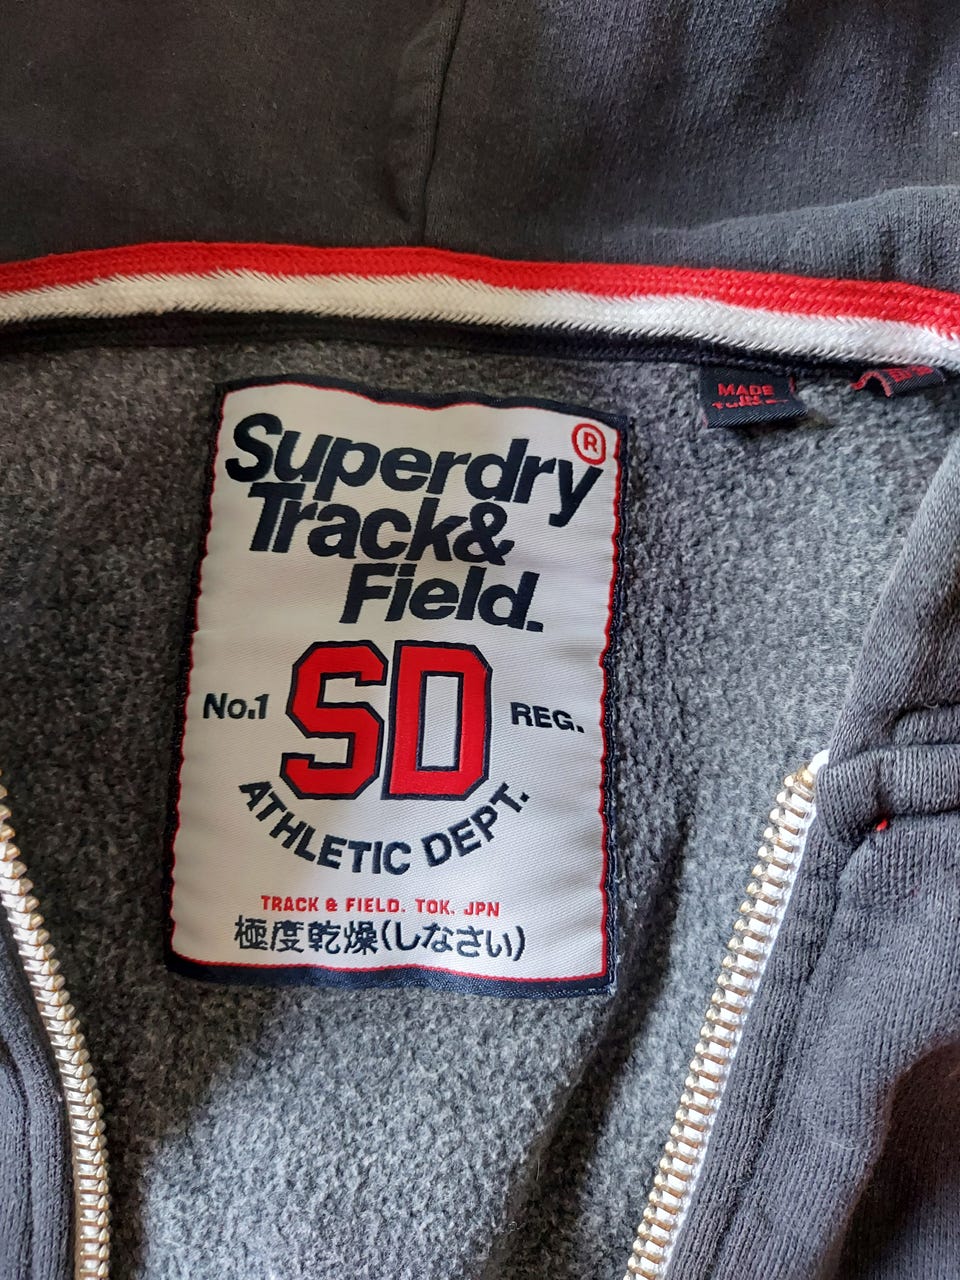 Superdry®
Track&
Field.
No.1 SD REG.
ATHLETIC DEPT.
TRACK & FIELD. TOK. JPN
極度乾燥(しなさい)
MADE
IN